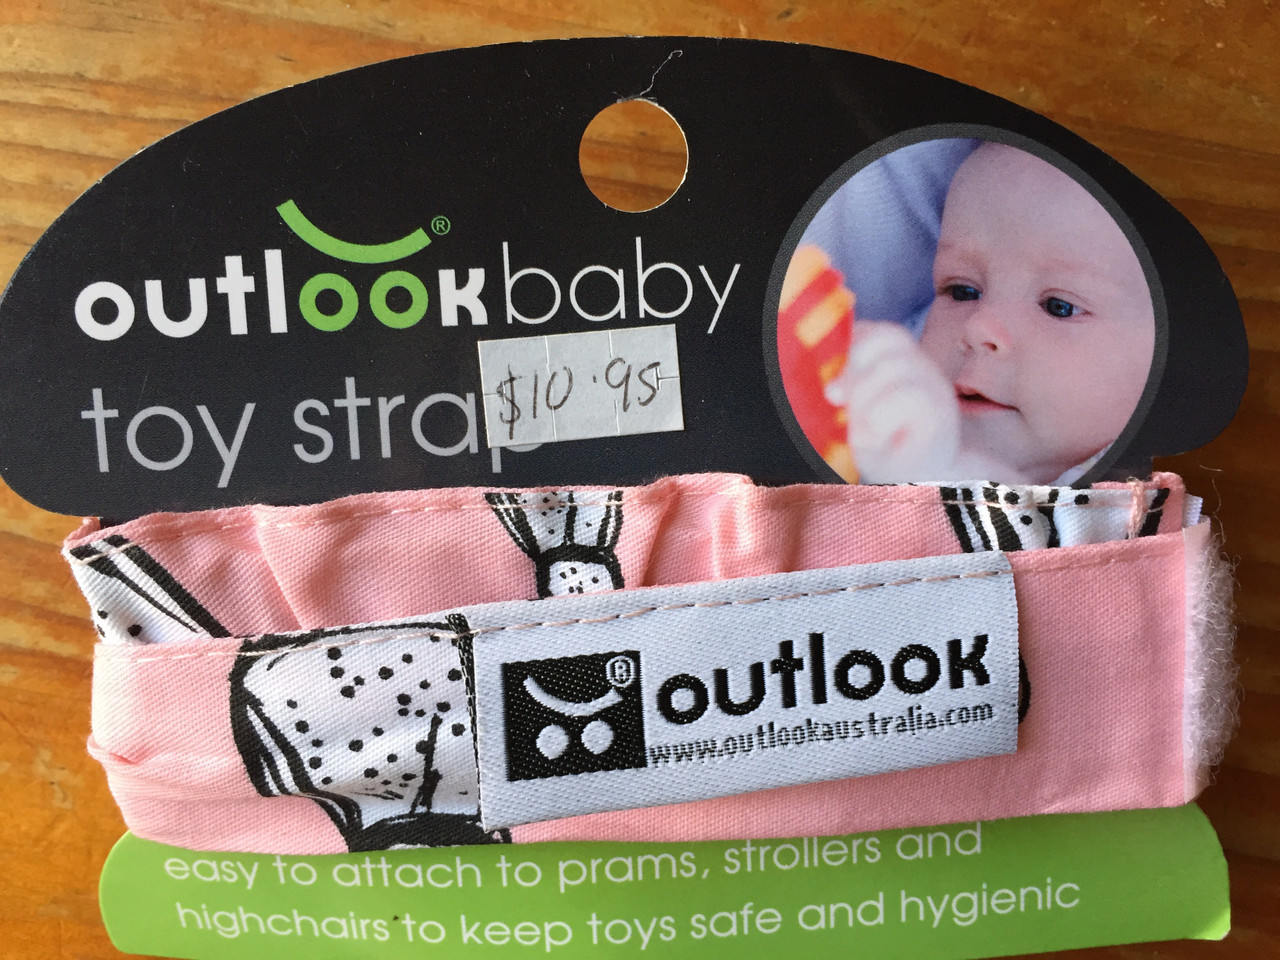 outlook® baby
$10.95
toy strap
® outlook
www.outlookaustralia.com
easy to attach to prams, strollers and
highchairs to keep toys safe and hygienic